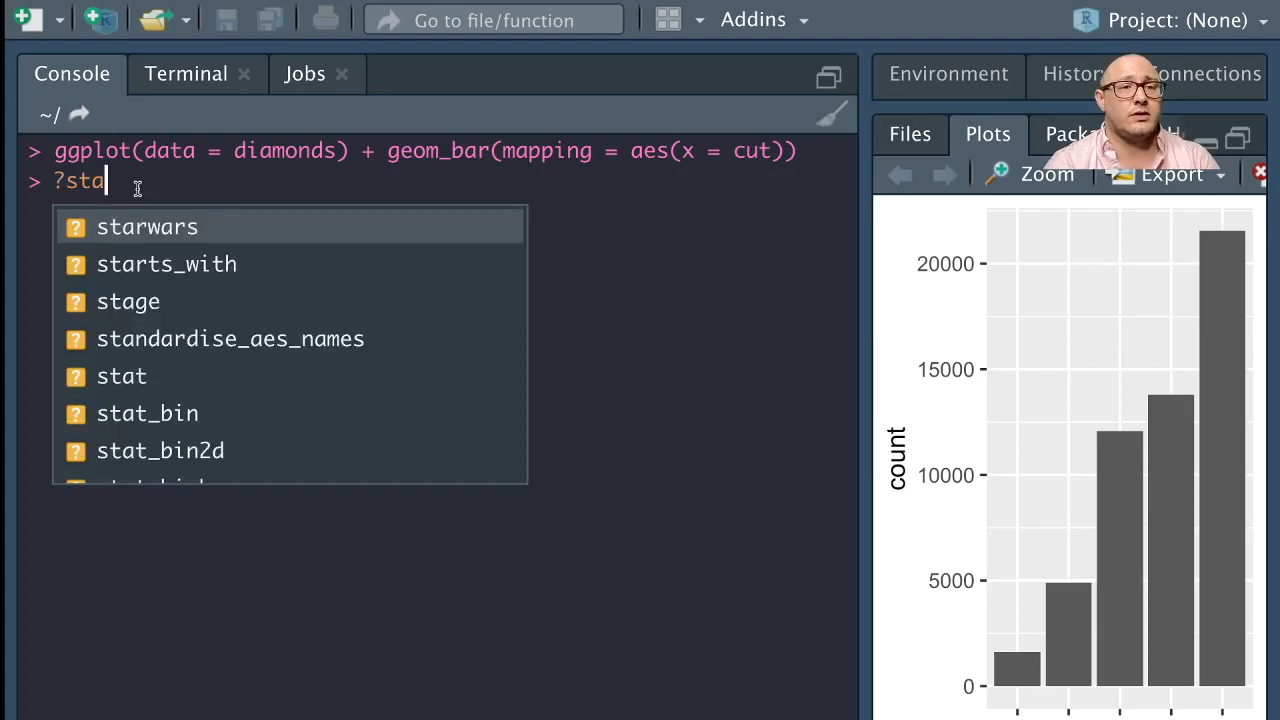 Go to file/function
Addins
Project: (None)
Console
Terminal
Jobs
Environment
Connections
~/
Files
Plots
> ggplot(data = diamonds) + geom_bar(mapping = aes(x = cut))
> ?sta
Zoom
Export
starwars
starts_with
stage
standardise_aes_names
stat
stat_bin
stat_bin2d
count
20000
15000
10000
5000
0